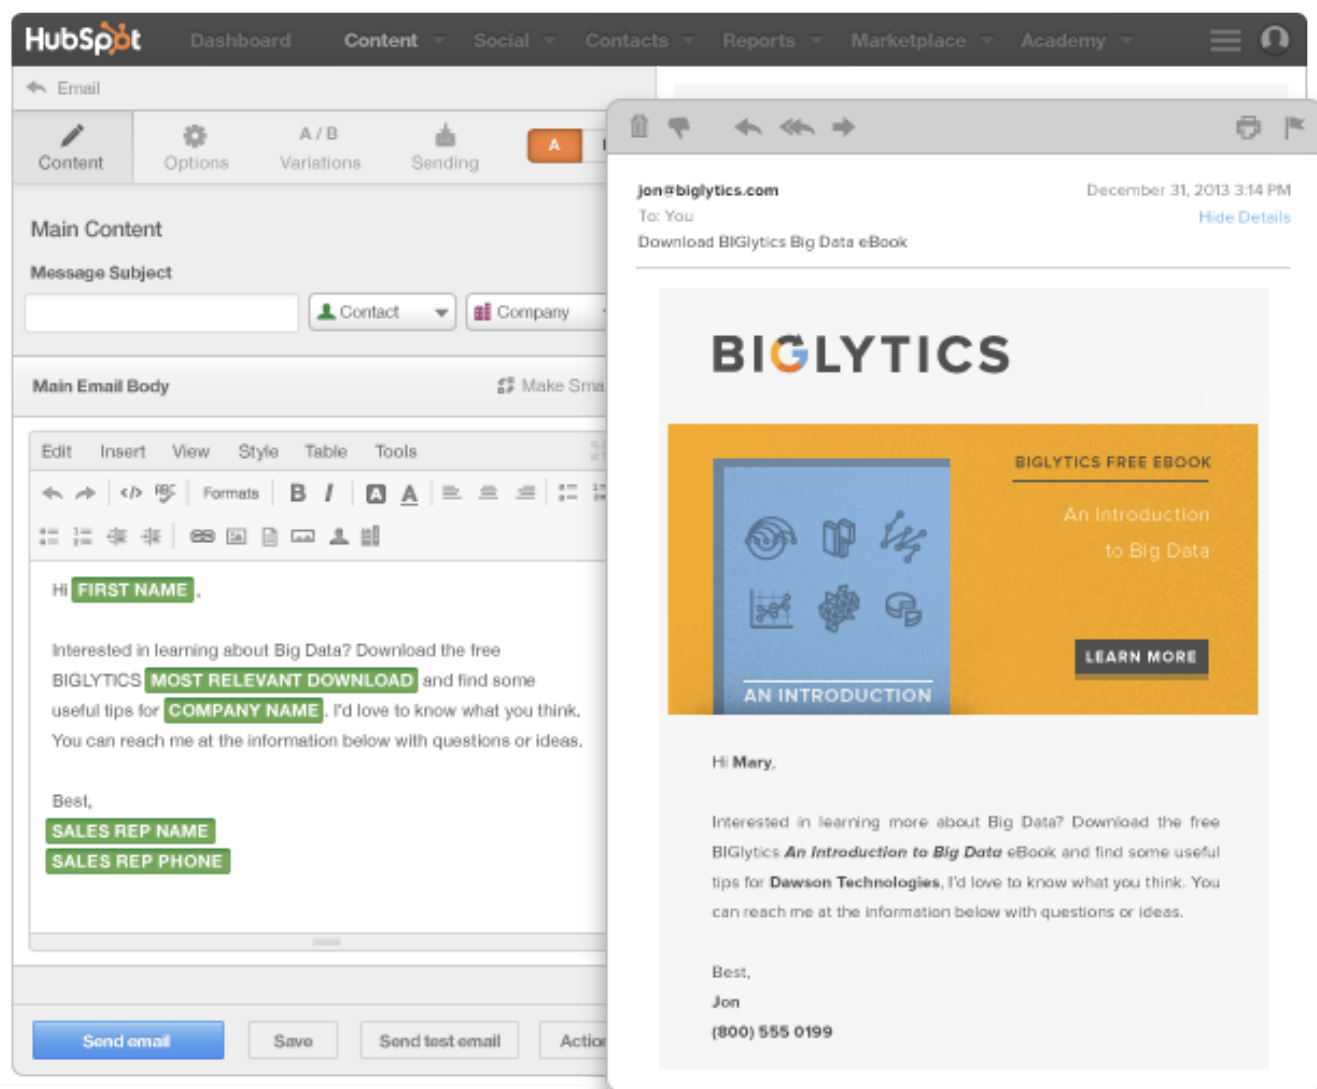 HubSpot Dashboard Content Social Contacts Reports Marketplace Academy
Email
Content Options A / B Variations Sending A
Main Content
Message Subject
Contact Company
Main Email Body Make
Edit Insert View Style Table Tools
ABC Formats B I A A
Hi FIRST NAME ,
Interested in learning about Big Data? Download the free
BIGLYTICS MOST RELEVANT DOWNLOAD and find some
useful tips for COMPANY NAME . I'd love to know what you think.
You can reach me at the information below with questions or ideas.
Best,
SALES REP NAME
SALES REP PHONE
Send email Save Send test email
jon@biglytics.com December 31, 2013 3:14 PM
To: You Hide Details
Download BIGlytics Big Data eBook
BIGLYTICS
BIGLYTICS FREE EBOOK
An Introduction
to Big Data
LEARN MORE
AN INTRODUCTION
Hi Mary,
Interested in learning more about Big Data? Download the free
BIGlytics An Introduction to Big Data eBook and find some useful
tips for Dawson Technologies, I'd love to know what you think. You
can reach me at the information below with questions or ideas.
Best,
Jon
(800) 555 0199